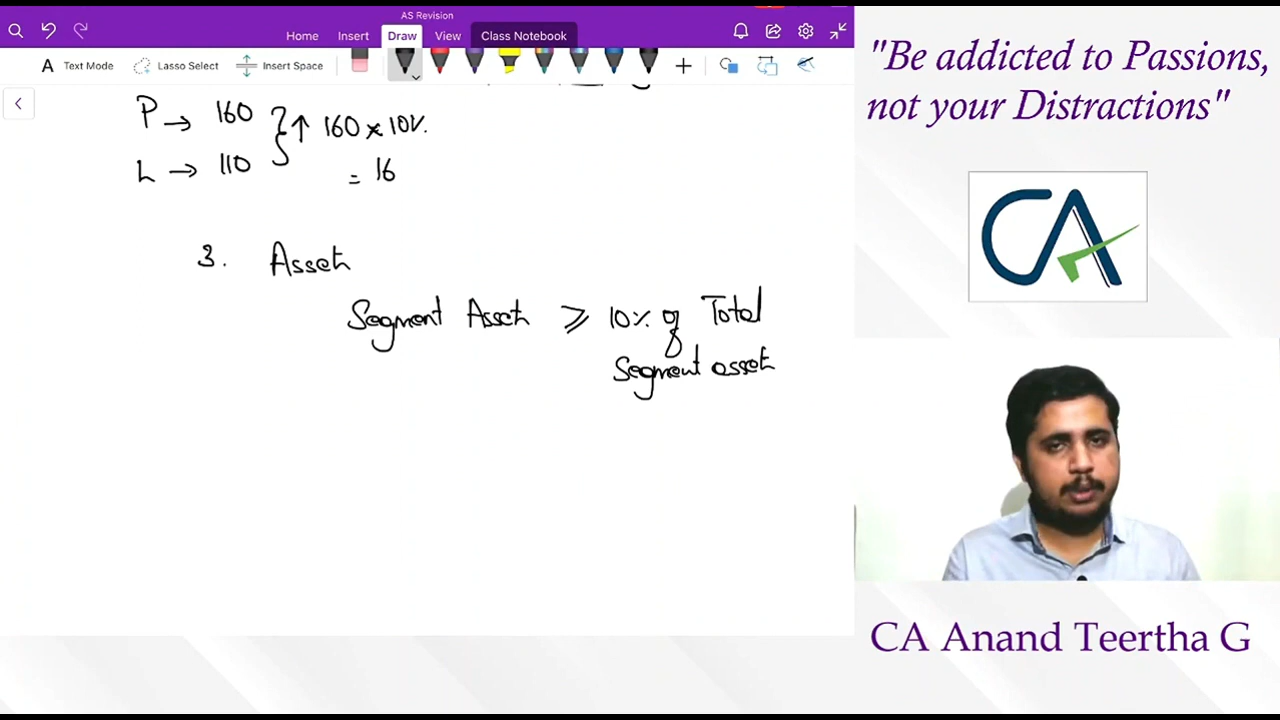 AS Revision
Home Insert Draw View Class Notebook
A Text Mode Lasso Select Insert Space
"Be addicted to Passions,
not your Distractions"
P → 160
↑ 160 × 10%.
L → 110
= 16
CA
3. Asset
Segment Asset ≥ 10% of Total
Segment asset
CA Anand Teertha G